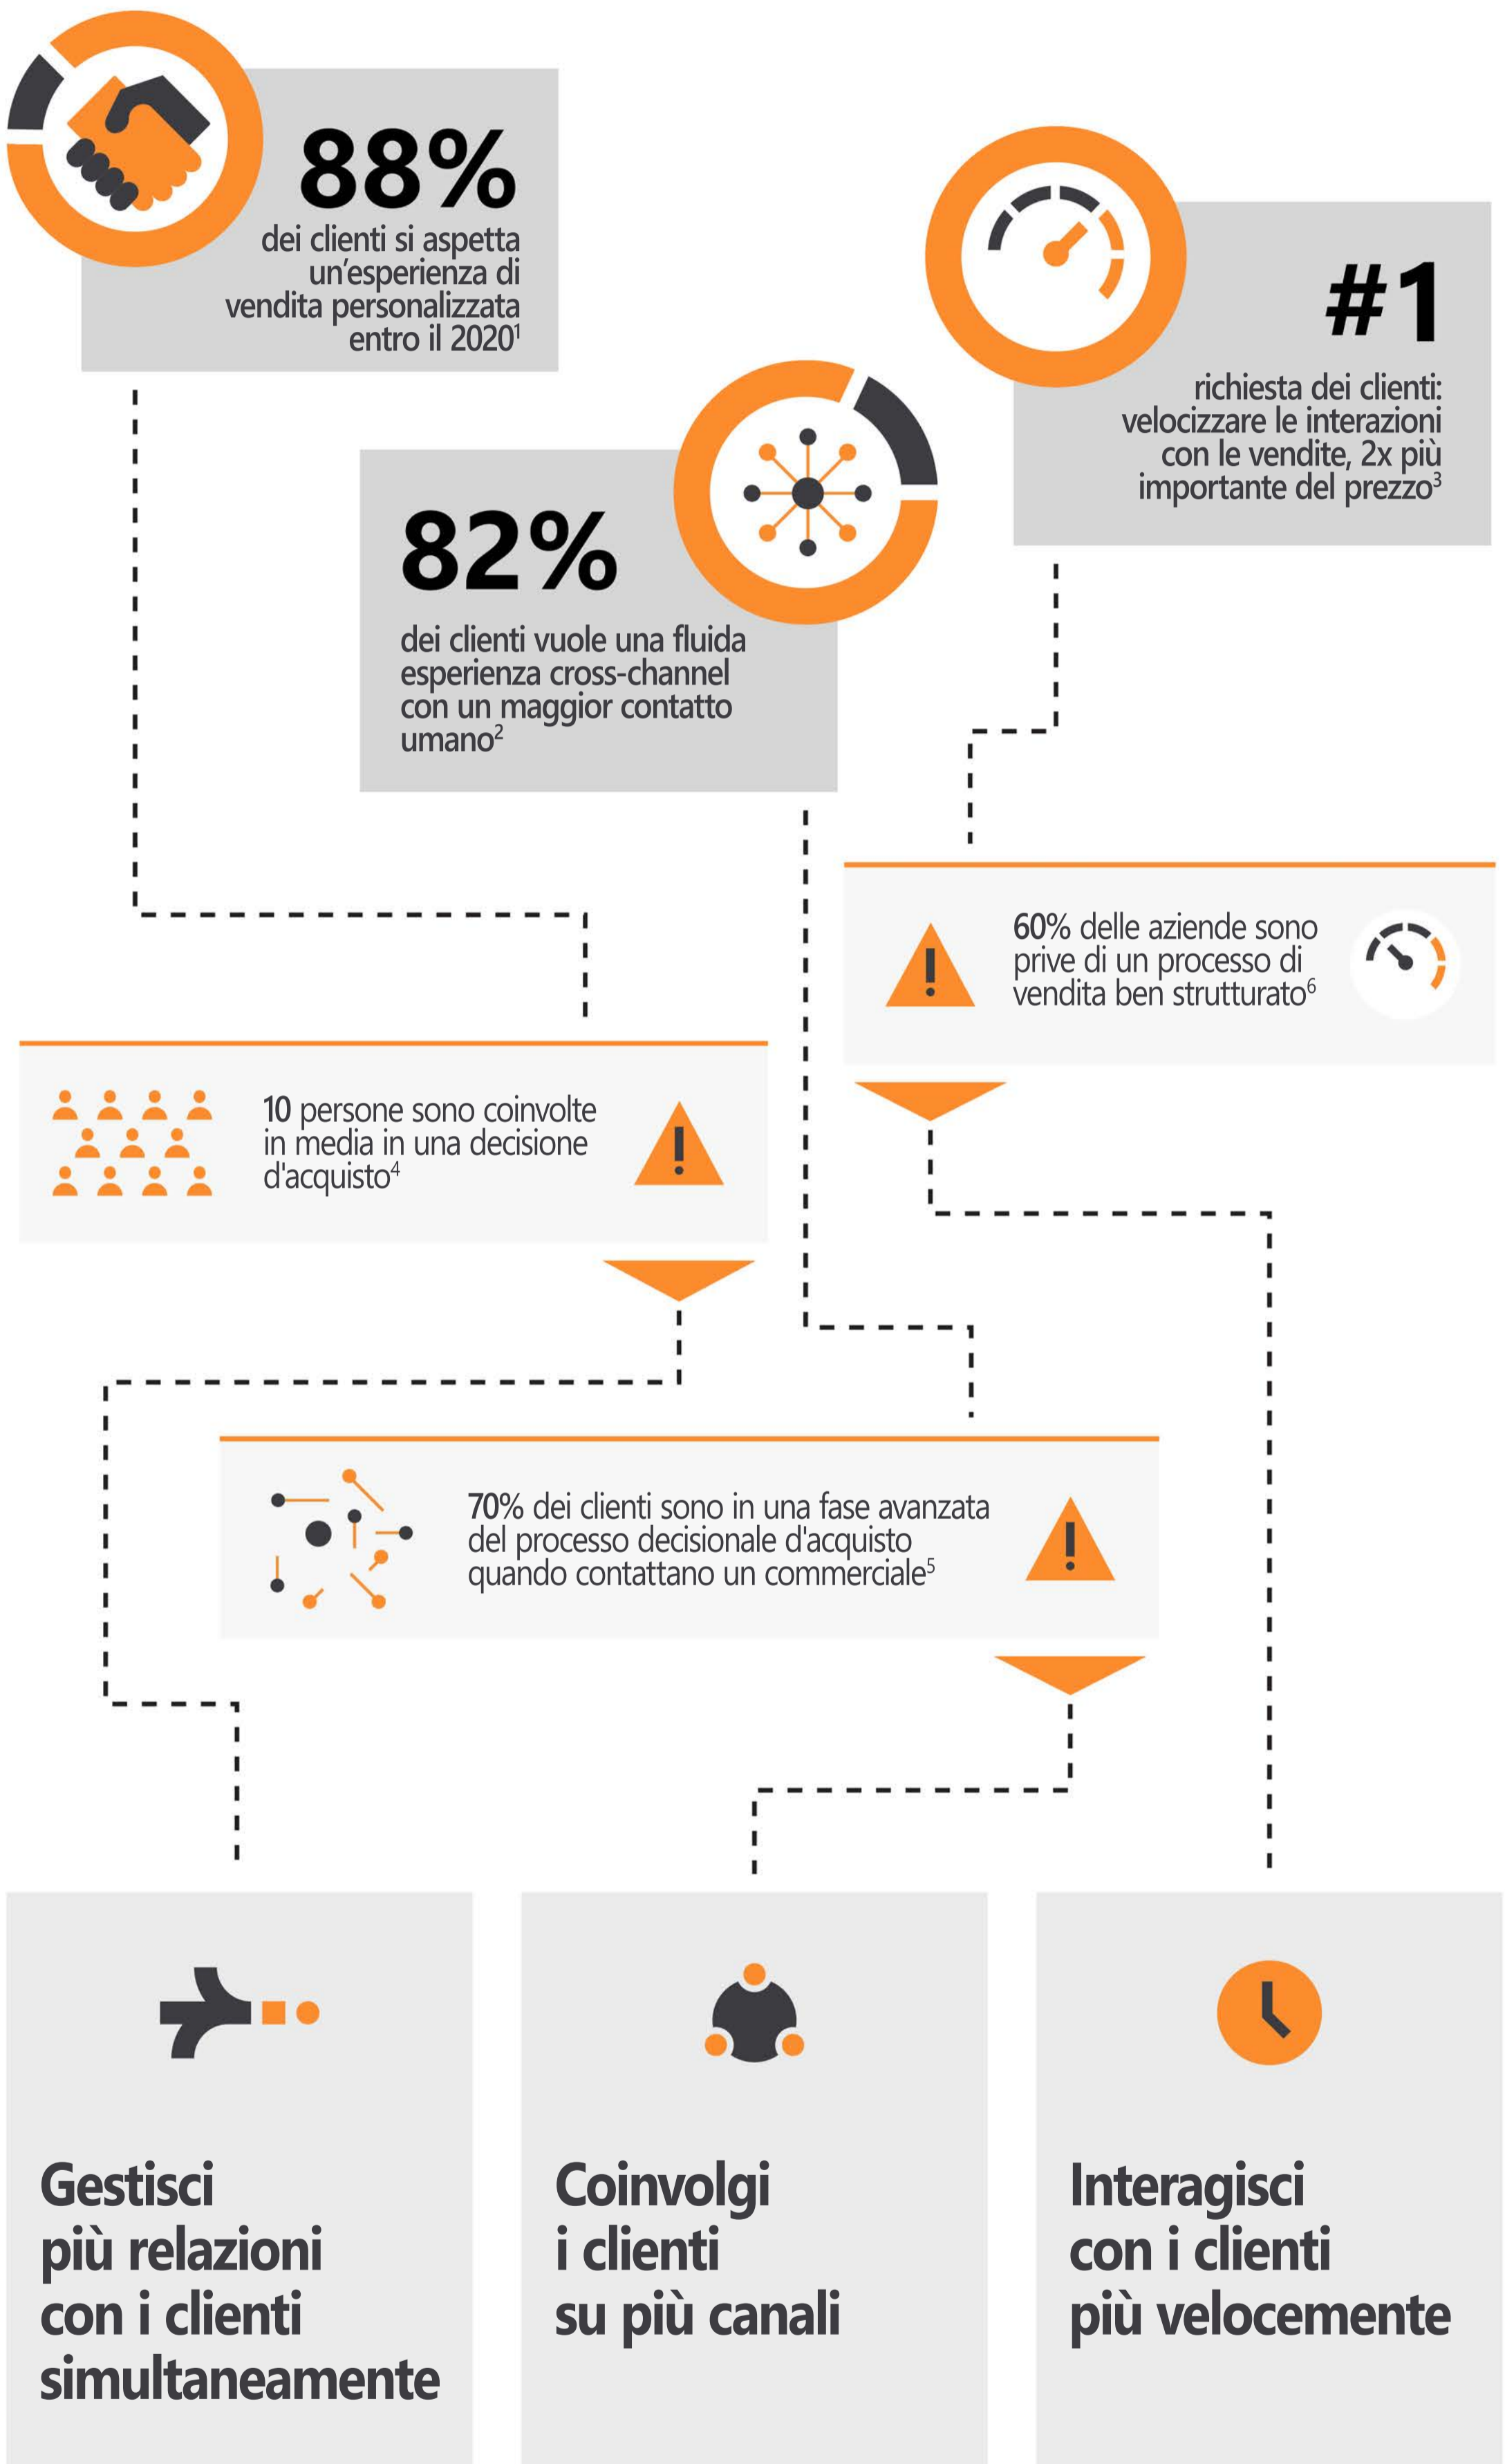 88%
dei clienti si aspetta
un'esperienza di
vendita personalizzata
entro il 2020¹
#1
richiesta dei clienti:
velocizzare le interazioni
con le vendite, 2x più
importante del prezzo³
82%
dei clienti vuole una fluida
esperienza cross-channel
con un maggior contatto
umano²
60% delle aziende sono
prive di un processo di
vendita ben strutturato⁶
10 persone sono coinvolte
in media in una decisione
d'acquisto⁴
70% dei clienti sono in una fase avanzata
del processo decisionale d'acquisto
quando contattano un commerciale⁵
Gestisci
più relazioni
con i clienti
simultaneamente
Coinvolgi
i clienti
su più canali
Interagisci
con i clienti
più velocemente